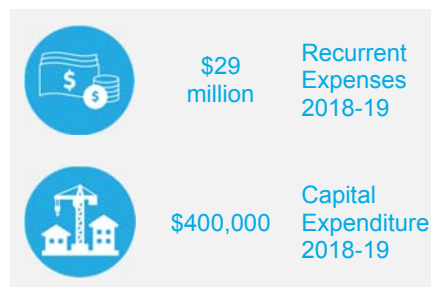 $
$
$29
million
Recurrent
Expenses
2018-19
$400,000
Capital
Expenditure
2018-19